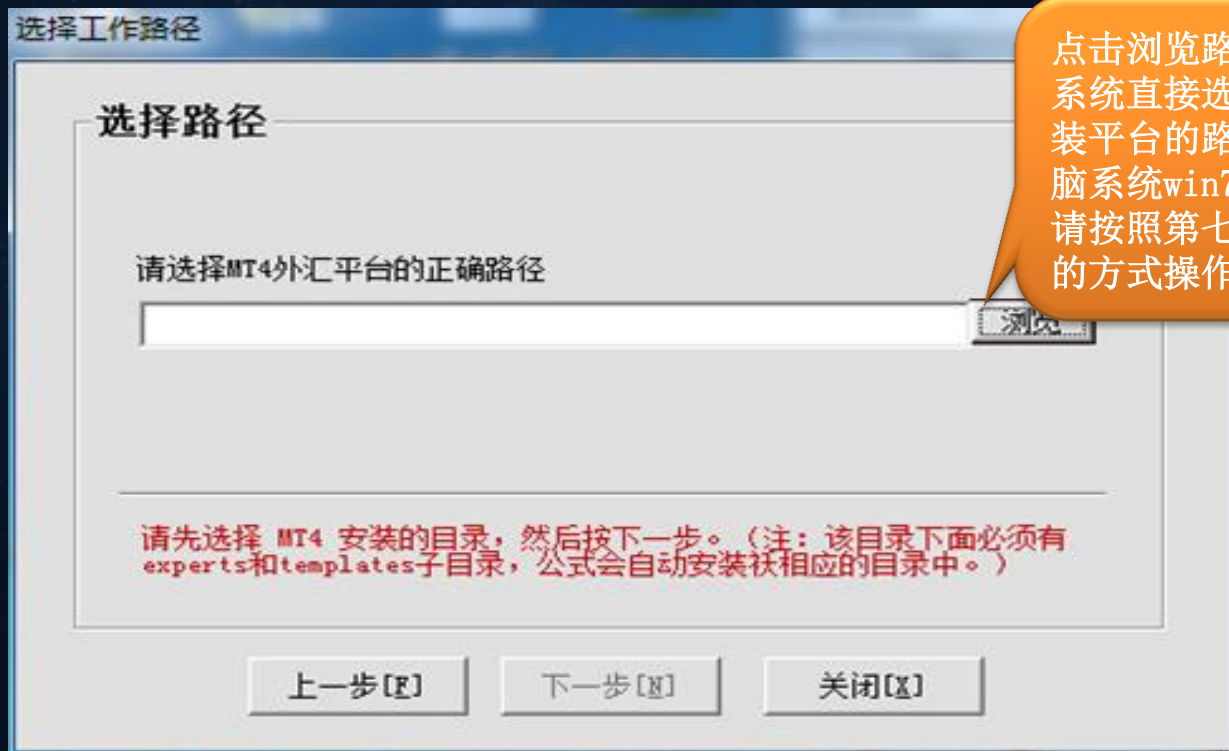 选择工作路径
点击浏览路
系统直接选
装平台的路
脑系统win7
请按照第七
的方式操作
选择路径
请选择MT4外汇平台的正确路径
浏览
请先选择 MT4 安装的目录，然后按下一步。（注：该目录下面必须有
experts和templates子目录，公式会自动安装袄相应的目录中。）
上一步[F]
下一步[N]
关闭[X]